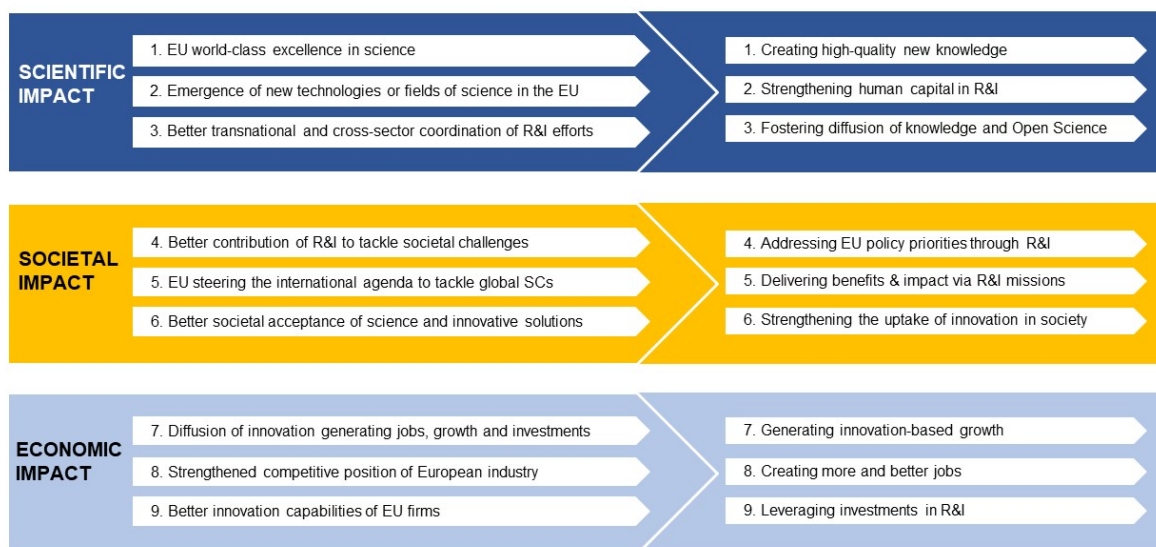 SCIENTIFIC
IMPACT
1. EU world-class excellence in science
2. Emergence of new technologies or fields of science in the EU
3. Better transnational and cross-sector coordination of R&I efforts
1. Creating high-quality new knowledge
2. Strengthening human capital in R&I
3. Fostering diffusion of knowledge and Open Science
SOCIETAL
IMPACT
4. Better contribution of R&I to tackle societal challenges
5. EU steering the international agenda to tackle global SCs
6. Better societal acceptance of science and innovative solutions
4. Addressing EU policy priorities through R&I
5. Delivering benefits & impact via R&I missions
6. Strengthening the uptake of innovation in society
ECONOMIC
IMPACT
7. Diffusion of innovation generating jobs, growth and investments
8. Strengthened competitive position of European industry
9. Better innovation capabilities of EU firms
7. Generating innovation-based growth
8. Creating more and better jobs
9. Leveraging investments in R&I